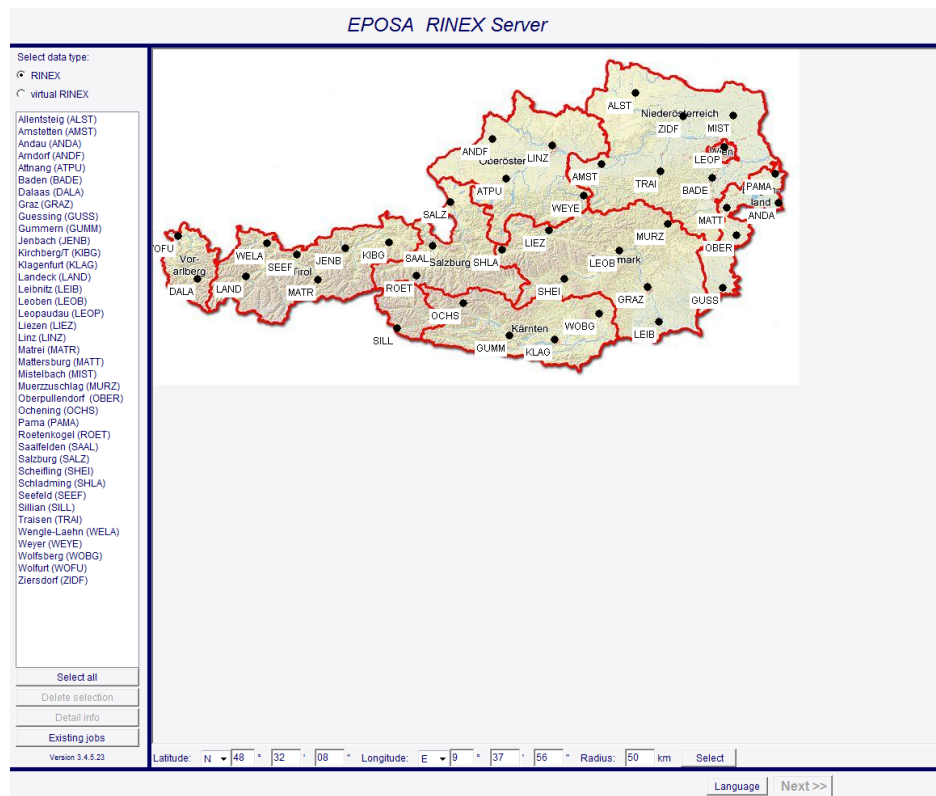 EPOSA RINEX Server
Select data type:
RINEX
virtual RINEX
Allentsteig (ALST)
Amstetten (AMST)
Andau (ANDA)
Arndorf (ANDF)
Attnang (ATPU)
Baden (BADE)
Dalaas (DALA)
Graz (GRAZ)
Guessing (GUSS)
Gummern (GUMM)
Jenbach (JENB)
Kirchberg/T (KIBG)
Klagenfurt (KLAG)
Landeck (LAND)
Leibnitz (LEIB)
Leoben (LEOB)
Leopaudau (LEOP)
Liezen (LIEZ)
Linz (LINZ)
Matrei (MATR)
Mattersburg (MATT)
Mistelbach (MIST)
Muerzzuschlag (MURZ)
Oberpullendorf (OBER)
Ochening (OCHS)
Pama (PAMA)
Roetenkogel (ROET)
Saalfelden (SAAL)
Salzburg (SALZ)
Scheifling (SHEI)
Schladming (SHLA)
Seefeld (SEEF)
Sillian (SILL)
Traisen (TRAI)
Wengle-Laehn (WELA)
Weyer (WEYE)
Wolfsberg (WOBG)
Wolfurt (WOFU)
Ziersdorf (ZIDF)
Select all
Delete selection
Detail info
Existing jobs
Version 3.4.5.23
ALST
Niederösterreich
ZIDF
MIST
ANDF
LINZ
Oberöster
LEOP
AMST
TRAI
BADE
PAMA
ATPU
WEYE
land
SALZ
MATT
ANDA
LIEZ
MURZ
OBER
OFU
Vor-
arlberg
WELA
SEEF
irol
JENB
KIBG
SAAL
Salzburg
SHLA
LEOB
mark
DALA
LAND
MATR
ROET
SHEI
GRAZ
GUSS
OCHS
Kärnten
WOBG
LEIB
SILL
GUMM
KLAG
Latitude: N 48 ° 32 ' 08 " Longitude: E 9 ° 37 ' 56 " Radius: 50 km Select
Language Next >>